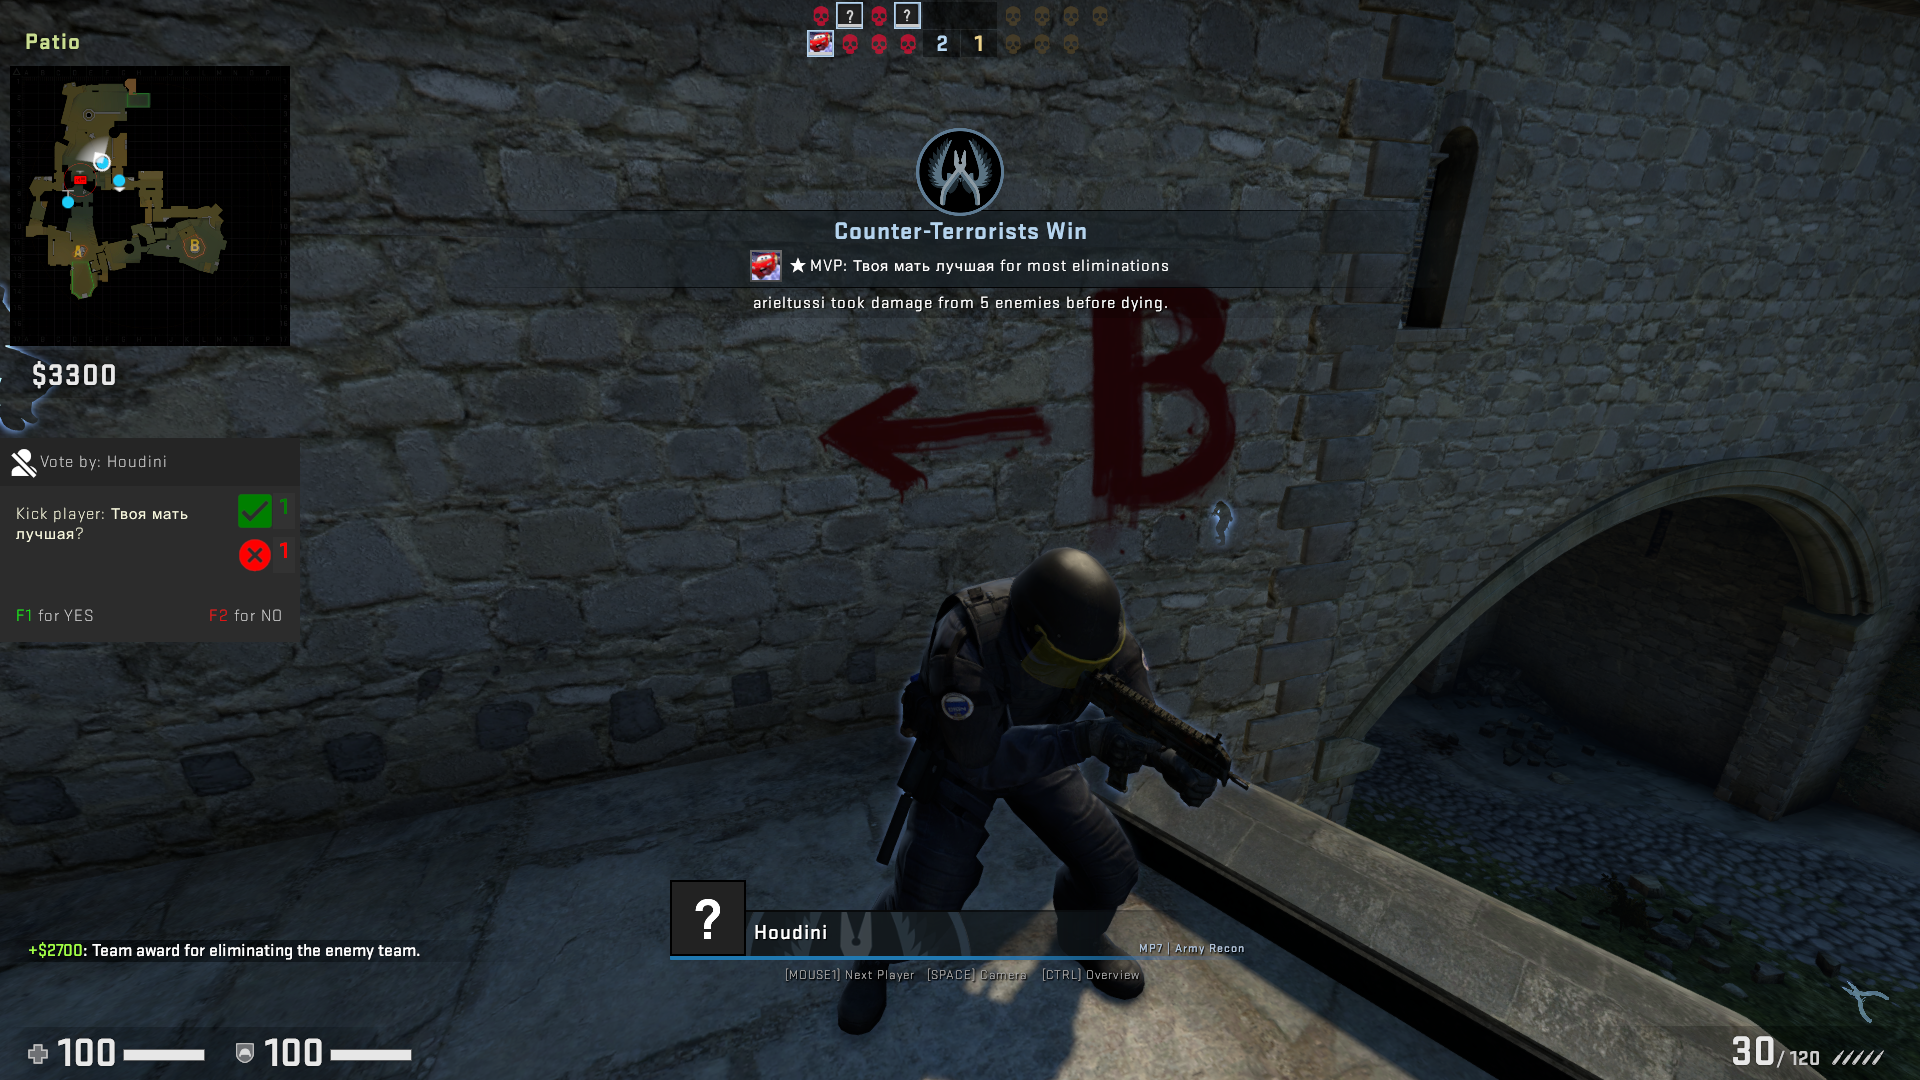 Patio
? ?
2 1
A
B
Counter-Terrorists Win
★ MVP: Твоя мать лучшая for most eliminations
arieltussi took damage from 5 enemies before dying.
B
$3300
Vote by: Houdini
Kick player: Твоя мать
лучшая?
1
1
F1 for YES F2 for NO
? Houdini
MP7 | Army Recon
[MOUSE1] Next Player [SPACE] Camera [CTRL] Overview
+$2700: Team award for eliminating the enemy team.
100 100
30 / 120